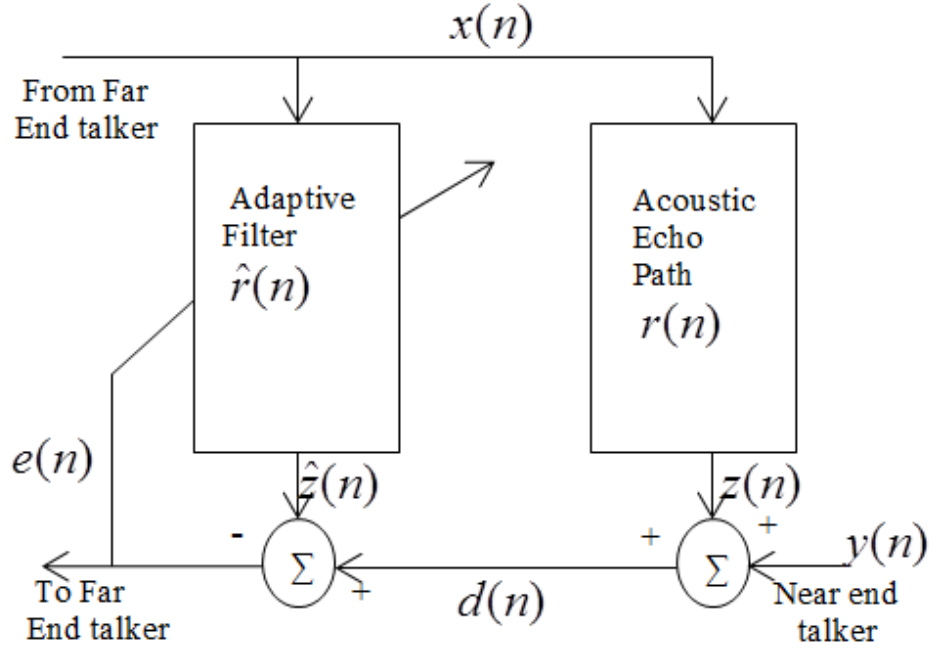 x(n)
From Far
End talker
Adaptive
Filter
r̂(n)
Acoustic
Echo
Path
r(n)
e(n)
ẑ(n)
z(n)
-
+
+
+
Σ
Σ
y(n)
d(n)
To Far
End talker
Near end
talker